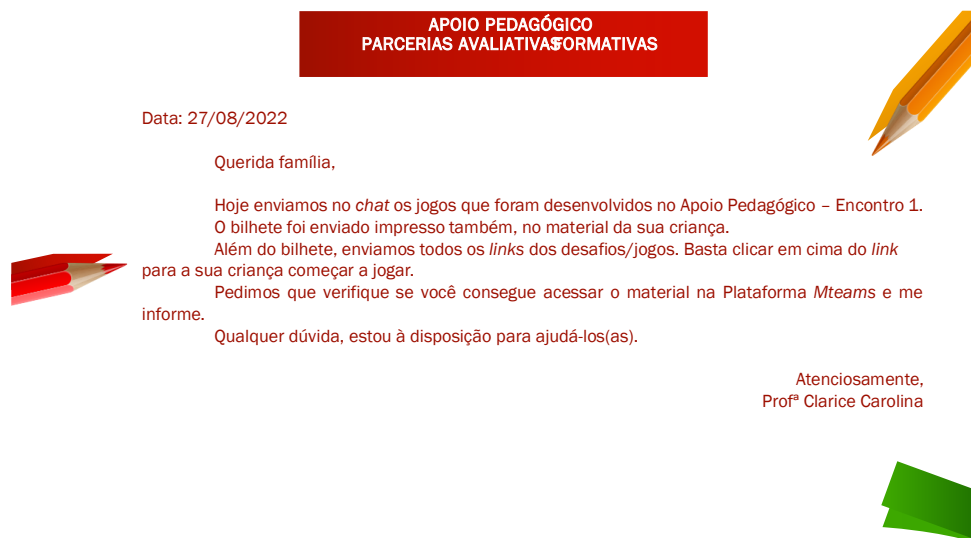 APOIO PEDAGÓGICO
PARCERIAS AVALIATIVAS FORMATIVAS
Data: 27/08/2022
Querida família,
Hoje enviamos no chat os jogos que foram desenvolvidos no Apoio Pedagógico – Encontro 1.
O bilhete foi enviado impresso também, no material da sua criança.
Além do bilhete, enviamos todos os links dos desafios/jogos. Basta clicar em cima do link
para a sua criança começar a jogar.
Pedimos que verifique se você consegue acessar o material na Plataforma Mteams e me
informe.
Qualquer dúvida, estou à disposição para ajudá-los(as).
Atenciosamente,
Profª Clarice Carolina